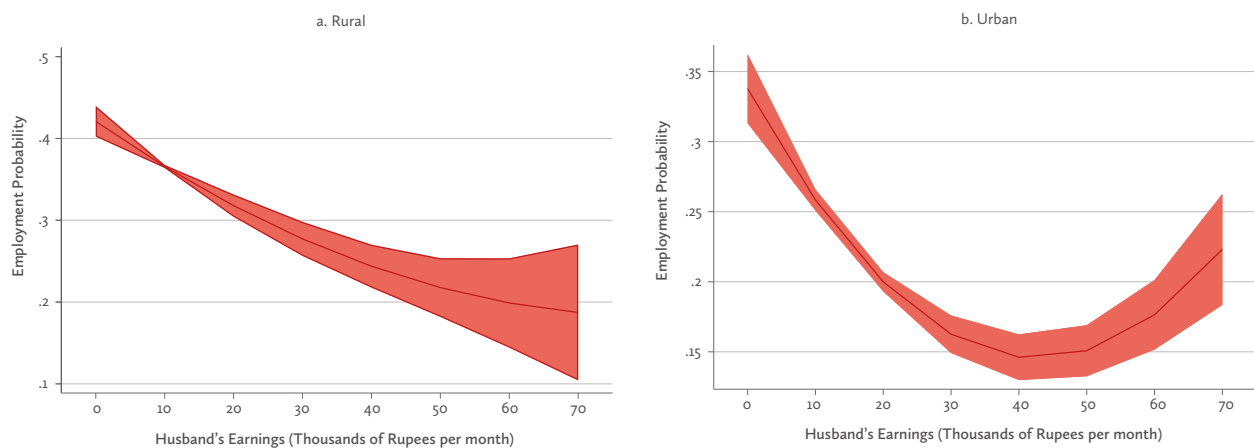 a. Rural
.5
.4
.3
.2
.1
Employment Probability
0 10 20 30 40 50 60 70
Husband's Earnings (Thousands of Rupees per month)
b. Urban
.35
.3
.25
.2
.15
Employment Probability
0 10 20 30 40 50 60 70
Husband's Earnings (Thousands of Rupees per month)